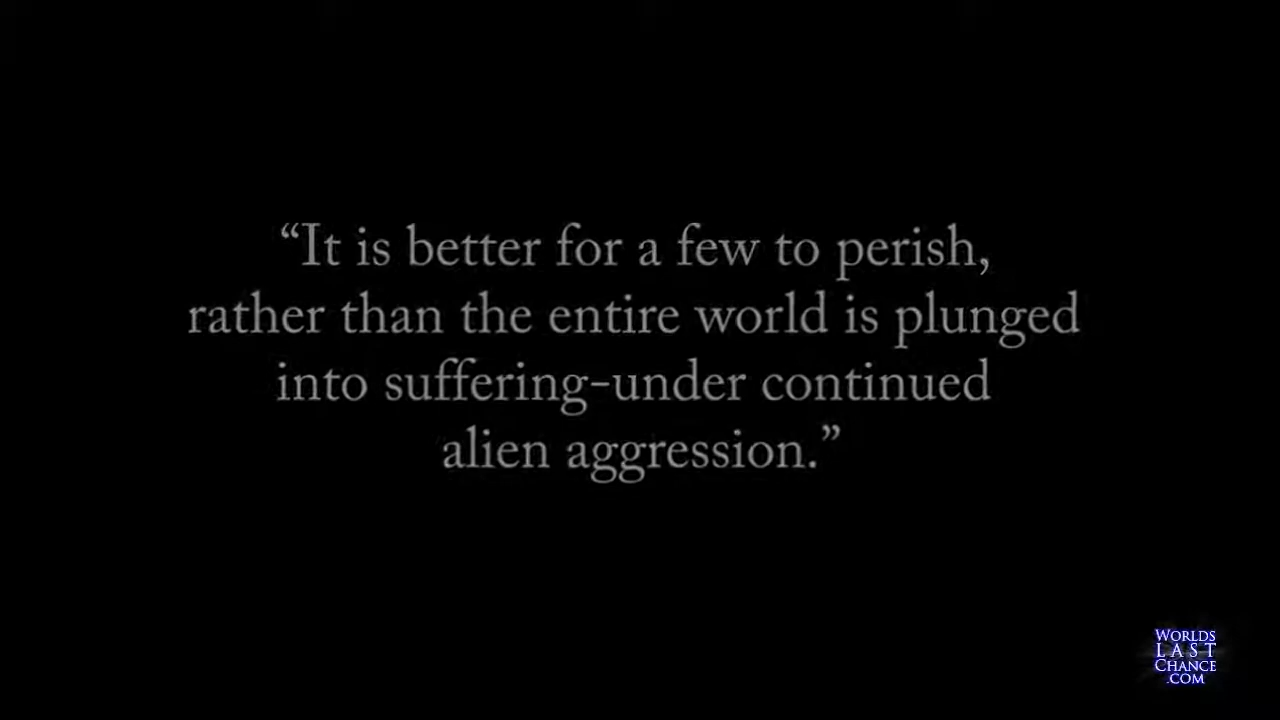 “It is better for a few to perish,
rather than the entire world is plunged
into suffering-under continued
alien aggression.”
WORLDS
LAST
CHANCE
.COM